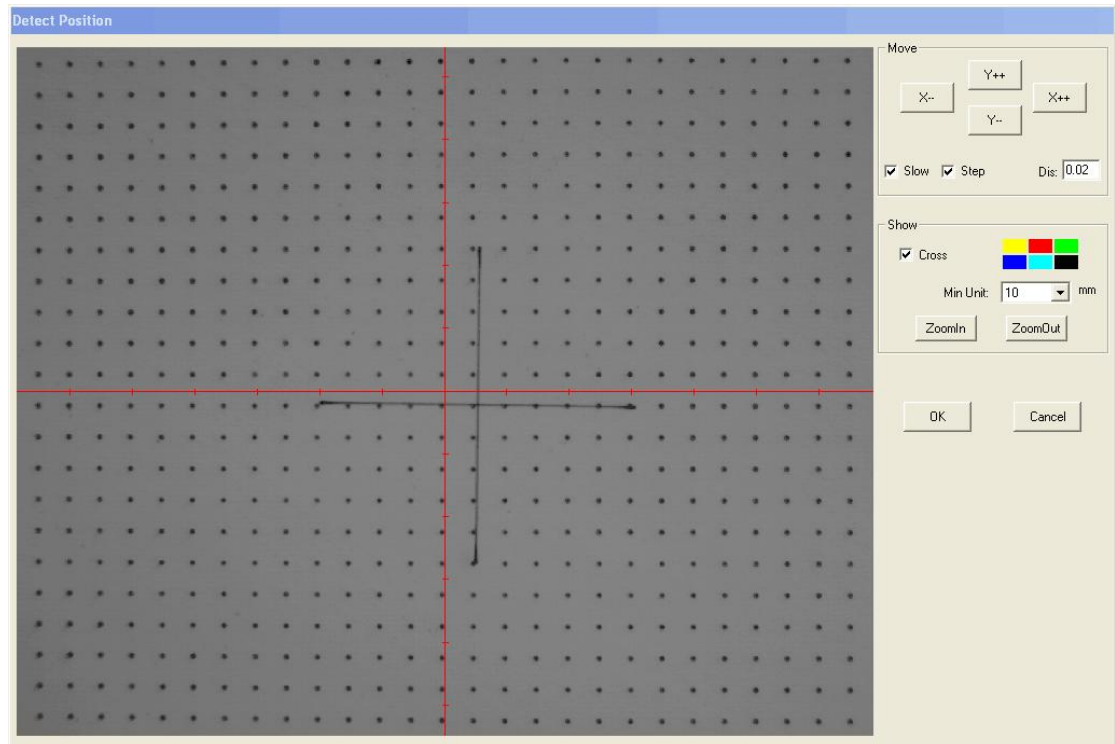 Detect Position
Move
Y++
X--
X++
Y--
Slow
Step
Dis: 0.02
Show
Cross
Min Unit: 10 mm
ZoomIn
ZoomOut
OK
Cancel